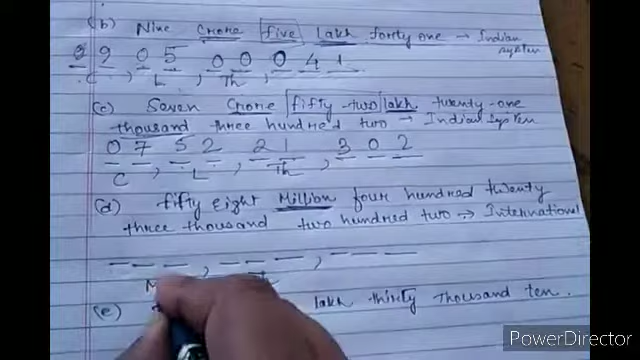 (b) Nine Crore five lakh forty one → Indian system
0 9, 0 5, 0 0, 0 4 1
C L Th
(c) Seven Crore fifty-two lakh twenty-one
thousand three hundred two → Indian System
0 7, 5 2, 2 1, 3 0 2
C L Th
(d) fifty eight Million four hundred twenty
three thousand two hundred two → International
_ _ _, _ _ _, _ _ _
M Th
(e) lakh thirty thousand ten.
POWERED BY
PowerDirector